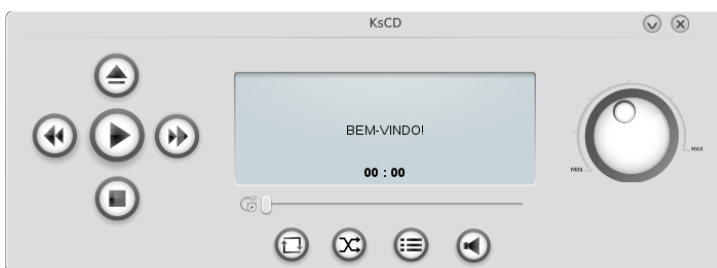 KsCD
BEM-VINDO!
00 : 00
MIN
MAX